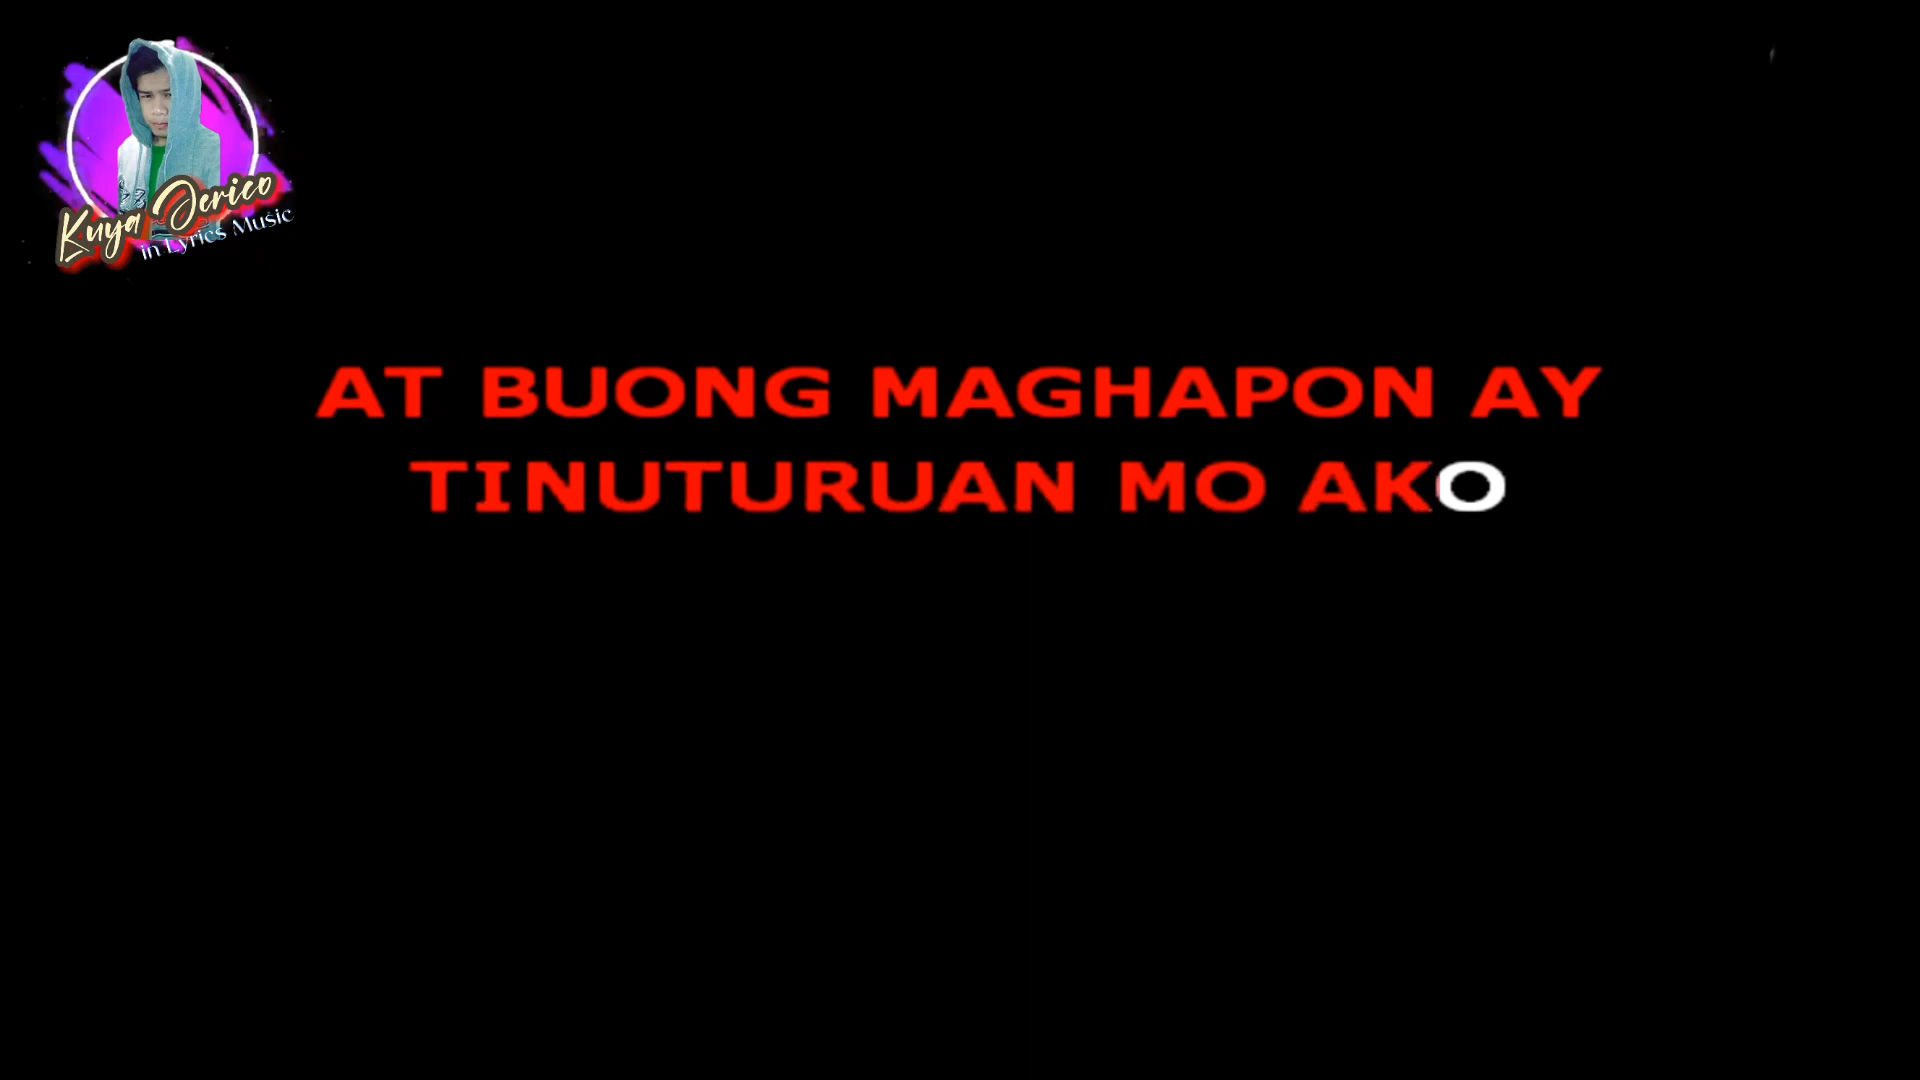 Kuya Jerico
in Lyrics Music
AT BUONG MAGHAPON AY
TINUTURUAN MO AKO